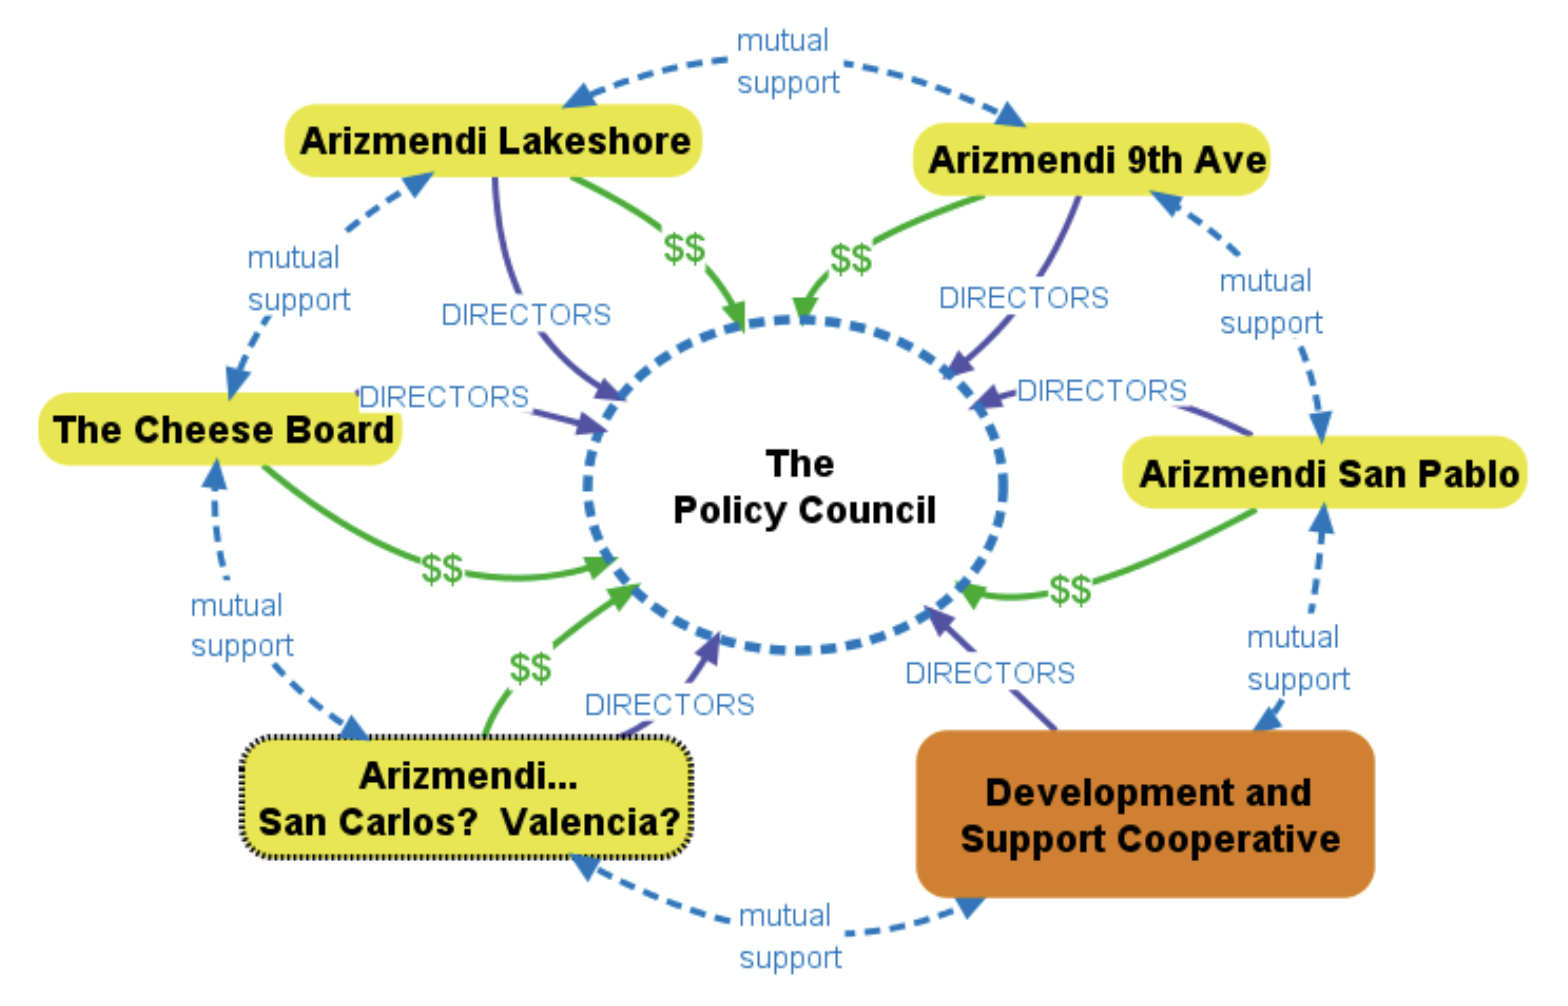 mutual
support
Arizmendi Lakeshore
Arizmendi 9th Ave
mutual
support
$$
$$
mutual
support
DIRECTORS
DIRECTORS
DIRECTORS
DIRECTORS
The Cheese Board
The
Policy Council
Arizmendi San Pablo
$$
$$
mutual
support
mutual
support
$$
DIRECTORS
DIRECTORS
Arizmendi...
San Carlos?  Valencia?
Development and
Support Cooperative
mutual
support